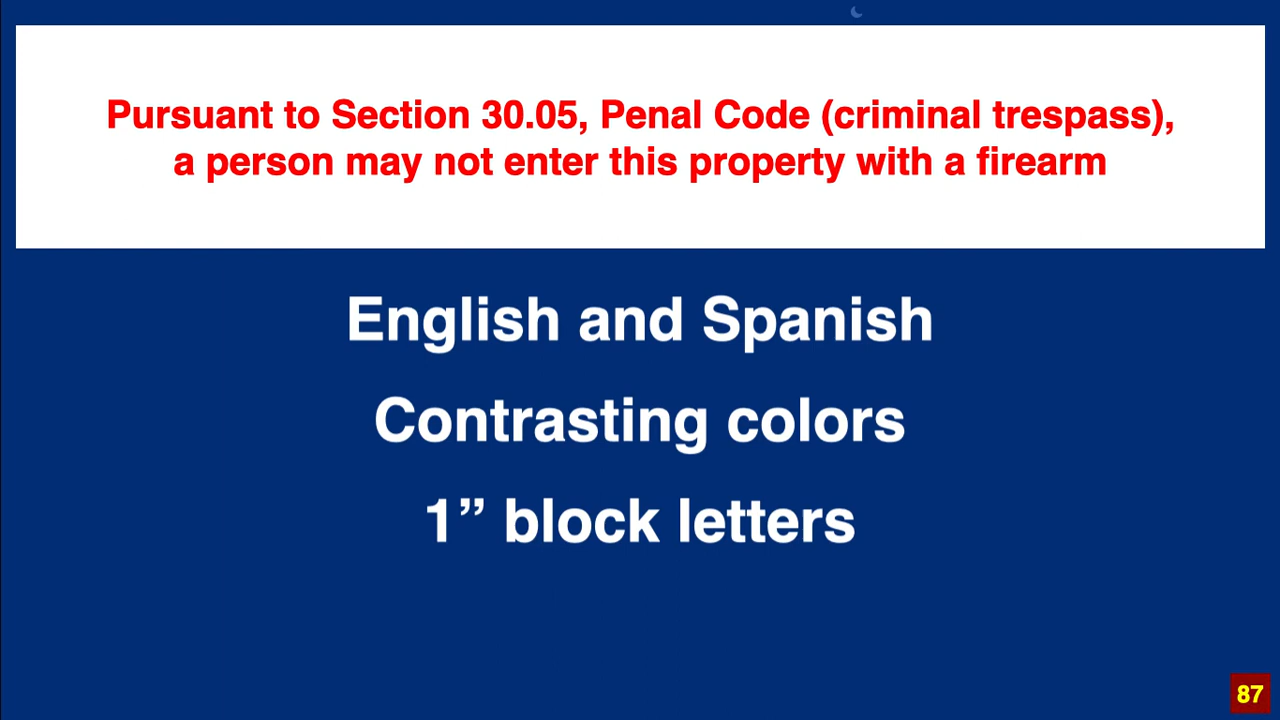 Pursuant to Section 30.05, Penal Code (criminal trespass),
a person may not enter this property with a firearm
English and Spanish
Contrasting colors
1” block letters
87